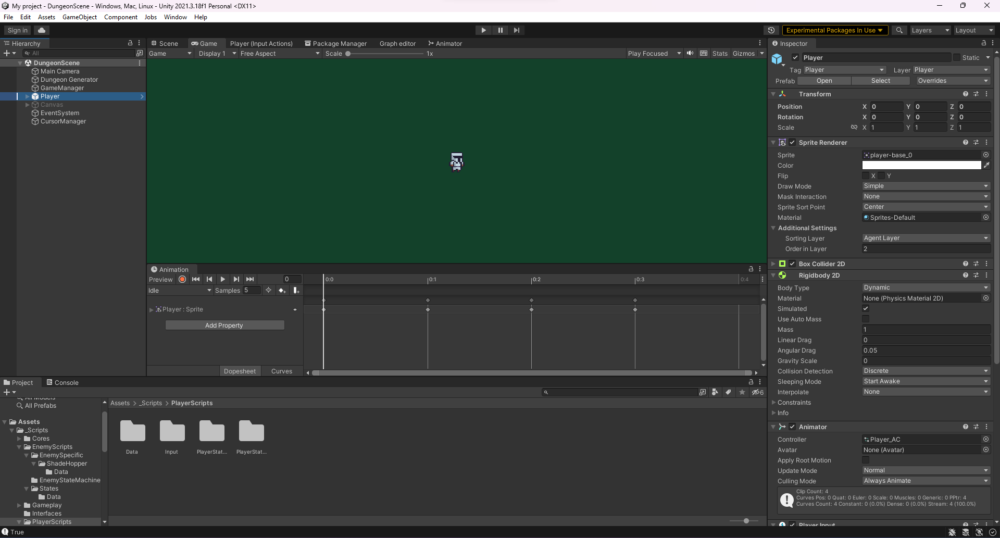 My project - DungeonScene - Windows, Mac, Linux - Unity 2021.3.18f1 Personal <DX11>
File Edit Assets GameObject Component Jobs Window Help
Sign in
Experimental Packages In Use
Layers
Layout
Hierarchy
All
DungeonScene
Main Camera
Dungeon Generator
GameManager
Player
Canvas
EventSystem
CursorManager
Scene Game Player (Input Actions) Package Manager Graph editor Animator
Game Display 1 Free Aspect Scale 1x Play Focused Stats Gizmos
Animation
Preview 0 0:0 0:1 0:2 0:3 0:4
Idle Samples 5
Player : Sprite
Add Property
Dopesheet Curves
Project Console
6
All Models
All Prefabs
Assets
_Scripts
Cores
EnemyScripts
EnemySpecific
ShadeHopper
Data
EnemyStateMachine
States
Data
Gameplay
Interfaces
PlayerScripts
Assets > _Scripts > PlayerScripts
Data Input PlayerStat... PlayerStat...
True
Inspector
Player Static
Tag Player Layer Player
Prefab Open Select Overrides
Transform
Position X 0 Y 0 Z 0
Rotation X 0 Y 0 Z 0
Scale X 1 Y 1 Z 1
Sprite Renderer
Sprite player-base_0
Color
Flip X Y
Draw Mode Simple
Mask Interaction None
Sprite Sort Point Center
Material Sprites-Default
Additional Settings
Sorting Layer Agent Layer
Order in Layer 2
Box Collider 2D
Rigidbody 2D
Body Type Dynamic
Material None (Physics Material 2D)
Simulated
Use Auto Mass
Mass 1
Linear Drag 0
Angular Drag 0.05
Gravity Scale 0
Collision Detection Discrete
Sleeping Mode Start Awake
Interpolate None
Constraints
Info
Animator
Controller Player_AC
Avatar None (Avatar)
Apply Root Motion
Update Mode Normal
Culling Mode Always Animate
Clip Count: 4
Curves Pos: 0 Quat: 0 Euler: 0 Scale: 0 Muscles: 0 Generic: 0 PPtr: 4
Curves Count: 4 Constant: 0 (0.0%) Dense: 0 (0.0%) Stream: 4 (100.0%)
Player Input